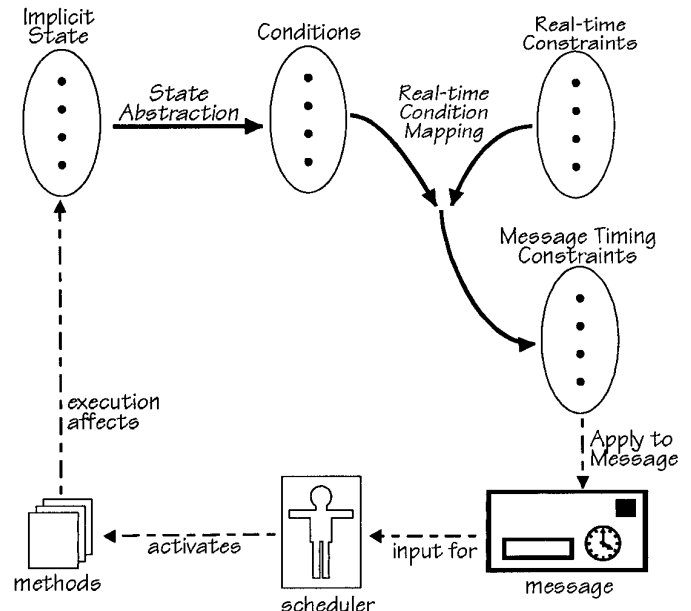 Implicit
State
Conditions
Real-time
Constraints
State
Abstraction
Real-time
Condition
Mapping
Message Timing
Constraints
execution
affects
Apply to
Message
activates
input for
methods
scheduler
message